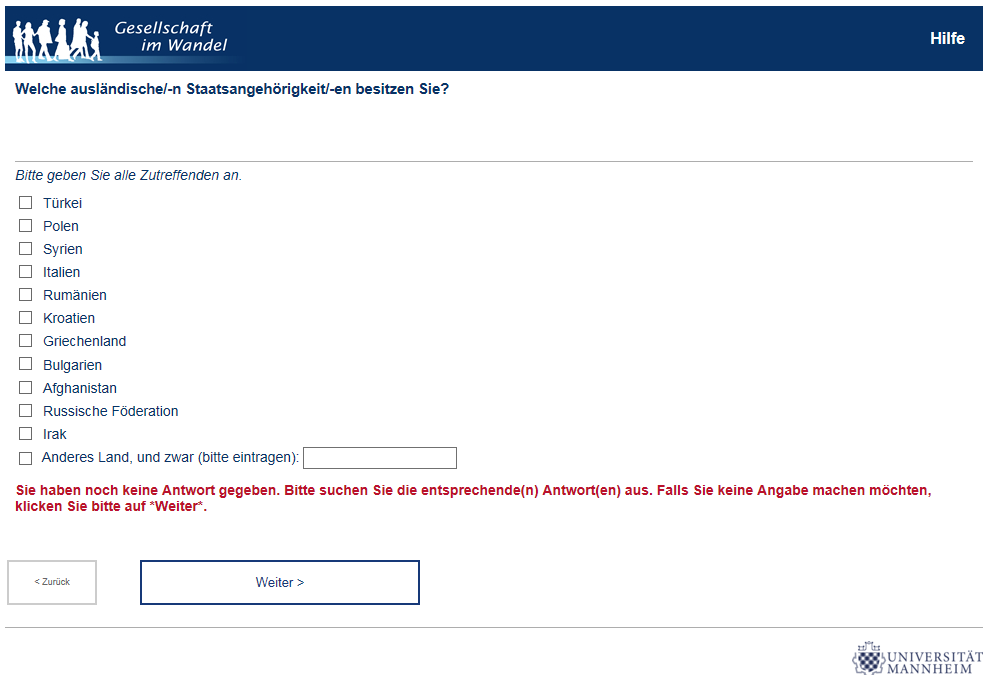 Gesellschaft
im Wandel
Hilfe
Welche ausländische/-n Staatsangehörigkeit/-en besitzen Sie?
Bitte geben Sie alle Zutreffenden an.
Türkei
Polen
Syrien
Italien
Rumänien
Kroatien
Griechenland
Bulgarien
Afghanistan
Russische Föderation
Irak
Anderes Land, und zwar (bitte eintragen):
Sie haben noch keine Antwort gegeben. Bitte suchen Sie die entsprechende(n) Antwort(en) aus. Falls Sie keine Angabe machen möchten,
klicken Sie bitte auf *Weiter*.
< Zurück
Weiter >
UNIVERSITÄT
MANNHEIM